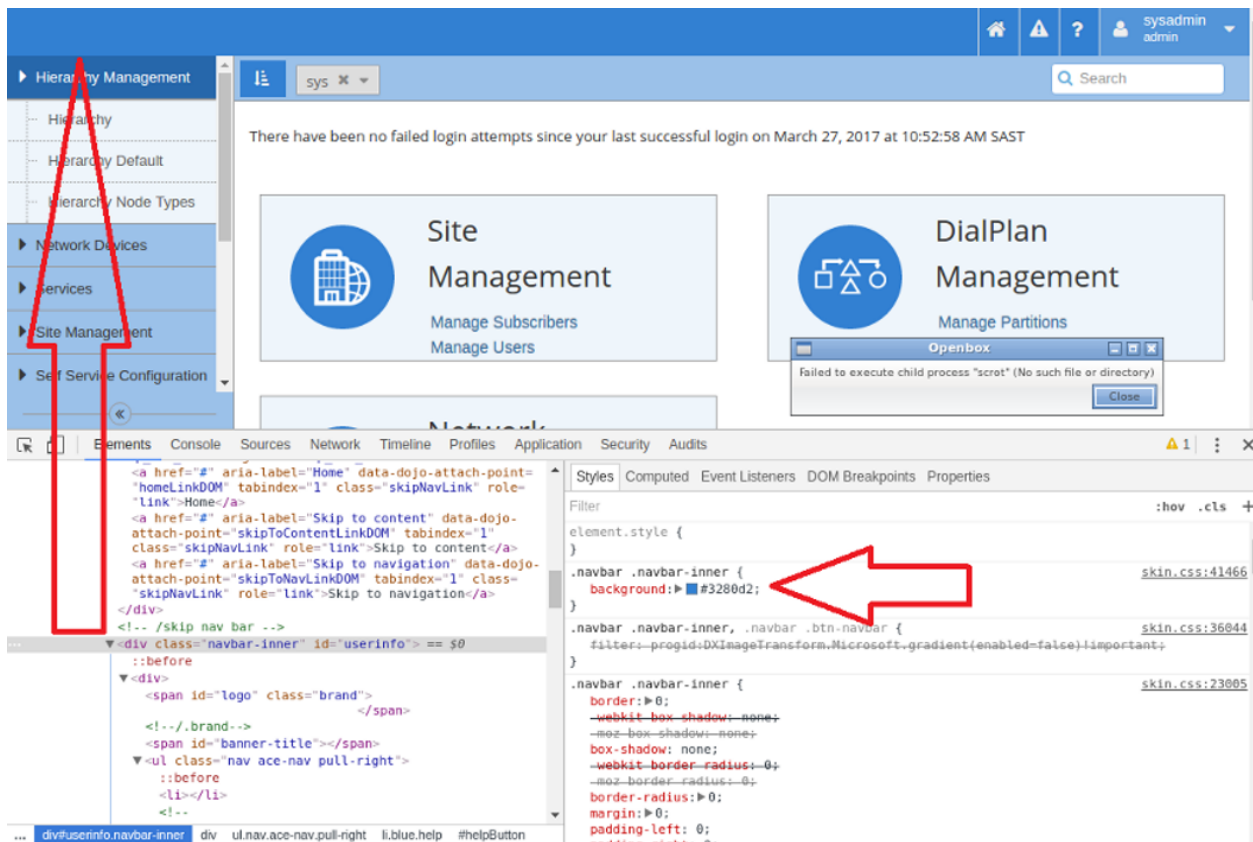 sysadmin
admin
?
Hierarchy Management
sys
Search
Hierarchy
Hierarchy Default
Hierarchy Node Types
Network Devices
Services
Site Management
Self Service Configuration
There have been no failed login attempts since your last successful login on March 27, 2017 at 10:52:58 AM SAST
Site
Management
Manage Subscribers
Manage Users
DialPlan
Management
Manage Partitions
Openbox
Failed to execute child process "scrot" (No such file or directory)
Close
Network
Elements Console Sources Network Timeline Profiles Application Security Audits
1
<a href="#" aria-label="Home" data-dojo-attach-point=
"homeLinkDOM" tabindex="1" class="skipNavLink" role=
"link">Home</a>
<a href="#" aria-label="Skip to content" data-dojo-
attach-point="skipToContentLinkDOM" tabindex="1"
class="skipNavLink" role="link">Skip to content</a>
<a href="#" aria-label="Skip to navigation" data-dojo-
attach-point="skipToNavLinkDOM" tabindex="1" class=
"skipNavLink" role="link">Skip to navigation</a>
</div>
<!-- /skip nav bar -->
... ▼<div class="navbar-inner" id="userinfo"> == $0
::before
▼<div>
<span id="logo" class="brand">
</span>
<!--/.brand-->
<span id="banner-title"></span>
▼<ul class="nav ace-nav pull-right">
::before
<li></li>
<!--
... div#userinfo.navbar-inner div ul.nav.ace-nav.pull-right li.blue.help #helpButton
Styles Computed Event Listeners DOM Breakpoints Properties
Filter :hov .cls +
element.style {
}
.navbar .navbar-inner { skin.css:41466
background:▶ #3280d2;
}
.navbar .navbar-inner, .navbar .btn-navbar { skin.css:36044
filter: progid:DXImageTransform.Microsoft.gradient(enabled=false)!important;
}
.navbar .navbar-inner { skin.css:23005
border:▶0;
-webkit-box-shadow: none;
-moz-box-shadow: none;
box-shadow: none;
-webkit-border-radius: 0;
-moz-border-radius: 0;
border-radius:▶0;
margin:▶0;
padding-left: 0;